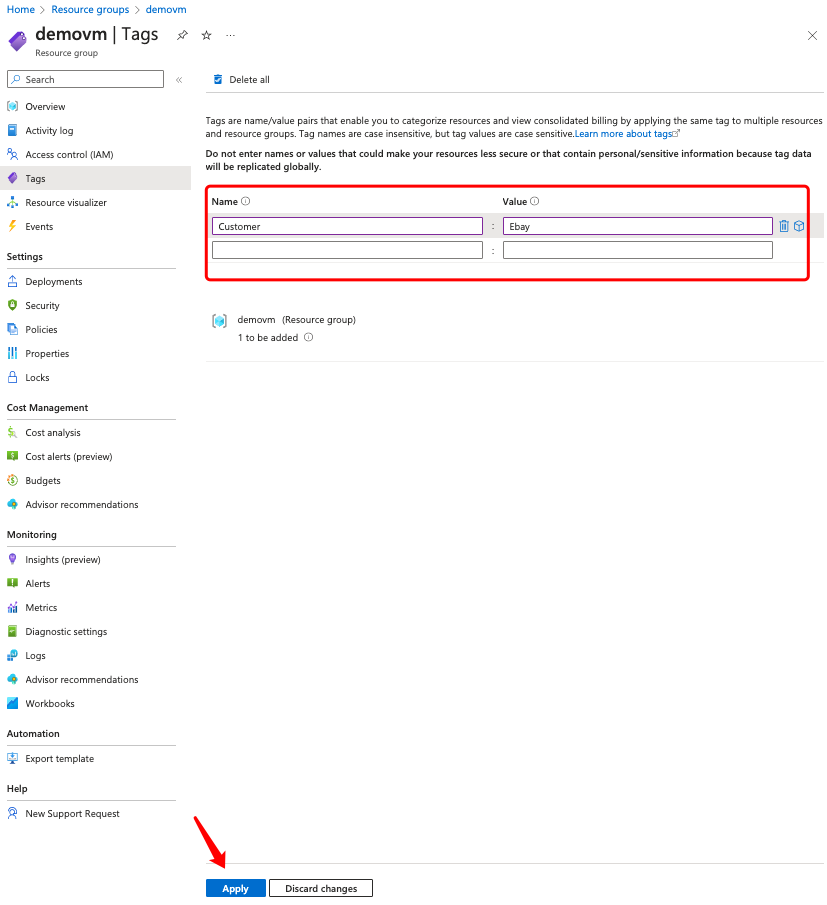 Home > Resource groups > demovm
demovm | Tags
Resource group
Search
Overview
Activity log
Access control (IAM)
Tags
Resource visualizer
Events
Settings
Deployments
Security
Policies
Properties
Locks
Cost Management
Cost analysis
Cost alerts (preview)
Budgets
Advisor recommendations
Monitoring
Insights (preview)
Alerts
Metrics
Diagnostic settings
Logs
Advisor recommendations
Workbooks
Automation
Export template
Help
New Support Request
Delete all
Tags are name/value pairs that enable you to categorize resources and view consolidated billing by applying the same tag to multiple resources
and resource groups. Tag names are case insensitive, but tag values are case sensitive.Learn more about tags
Do not enter names or values that could make your resources less secure or that contain personal/sensitive information because tag data
will be replicated globally.
Name Value
Customer : Ebay
:
demovm (Resource group)
1 to be added
Apply Discard changes